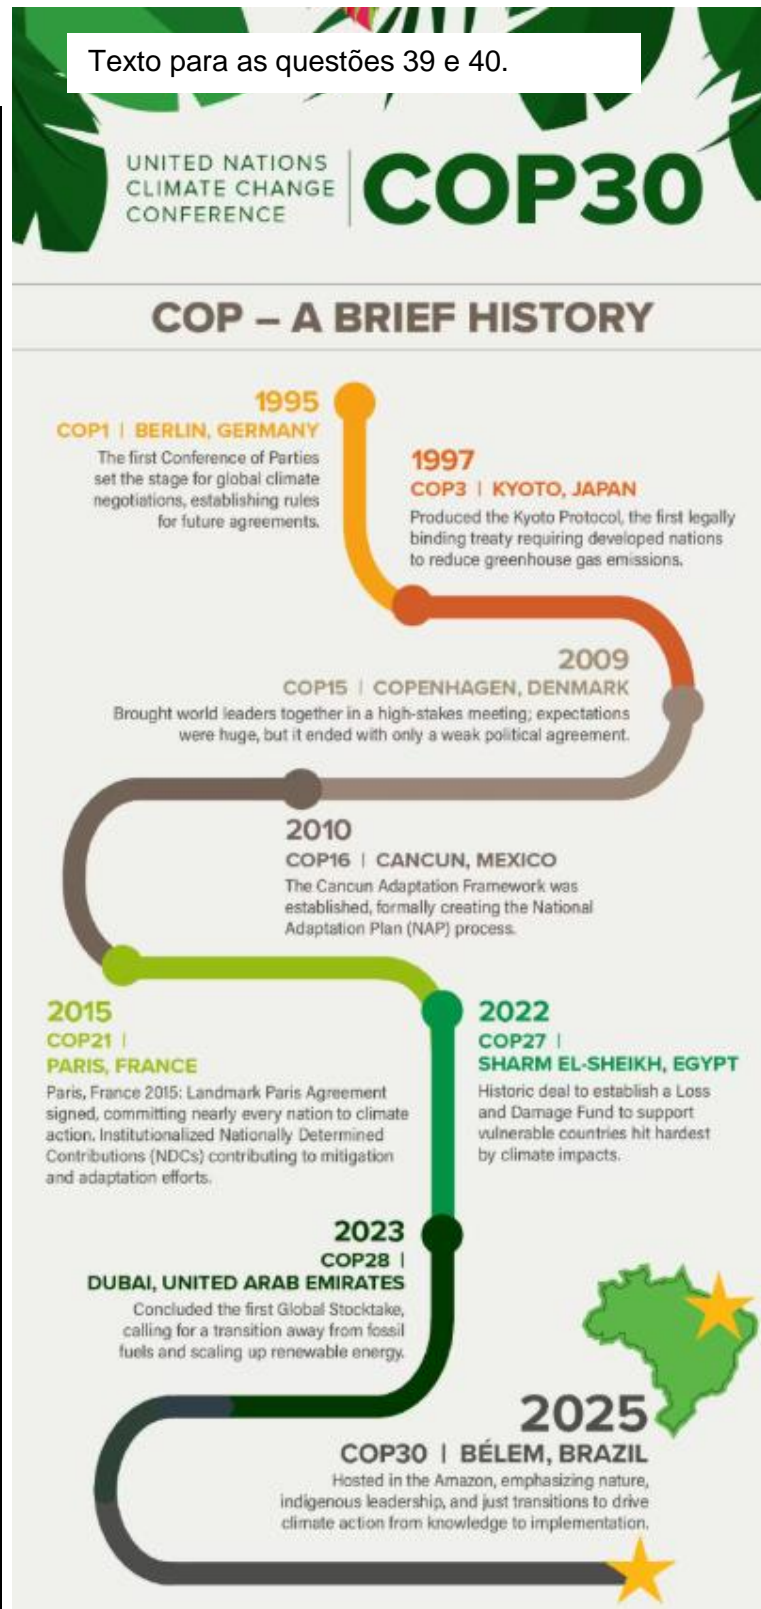 Texto para as questões 39 e 40.
UNITED NATIONS
CLIMATE CHANGE
CONFERENCE
COP30
COP – A BRIEF HISTORY
1995
COP1 | BERLIN, GERMANY
The first Conference of Parties
set the stage for global climate
negotiations, establishing rules
for future agreements.
1997
COP3 | KYOTO, JAPAN
Produced the Kyoto Protocol, the first legally
binding treaty requiring developed nations
to reduce greenhouse gas emissions.
2009
COP15 | COPENHAGEN, DENMARK
Brought world leaders together in a high-stakes meeting; expectations
were huge, but it ended with only a weak political agreement.
2010
COP16 | CANCUN, MEXICO
The Cancun Adaptation Framework was
established, formally creating the National
Adaptation Plan (NAP) process.
2015
COP21 |
PARIS, FRANCE
Paris, France 2015: Landmark Paris Agreement
signed, committing nearly every nation to climate
action. Institutionalized Nationally Determined
Contributions (NDCs) contributing to mitigation
and adaptation efforts.
2022
COP27 |
SHARM EL-SHEIKH, EGYPT
Historic deal to establish a Loss
and Damage Fund to support
vulnerable countries hit hardest
by climate impacts.
2023
COP28 |
DUBAI, UNITED ARAB EMIRATES
Concluded the first Global Stocktake,
calling for a transition away from fossil
fuels and scaling up renewable energy.
2025
COP30 | BÉLEM, BRAZIL
Hosted in the Amazon, emphasizing nature,
indigenous leadership, and just transitions to drive
climate action from knowledge to implementation.